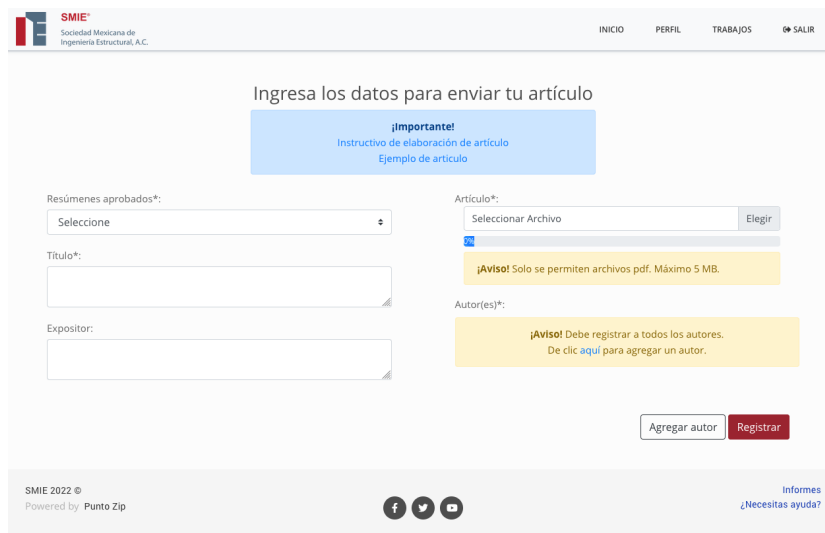 SMIE®
Sociedad Mexicana de
Ingeniería Estructural, A.C.
INICIO PERFIL TRABAJOS SALIR
Ingresa los datos para enviar tu artículo
¡Importante!
Instructivo de elaboración de artículo
Ejemplo de articulo
Resúmenes aprobados*:
Seleccione
Título*:
Expositor:
Artículo*:
Seleccionar Archivo Elegir
0%
¡Aviso! Solo se permiten archivos pdf. Máximo 5 MB.
Autor(es)*:
¡Aviso! Debe registrar a todos los autores.
De clic aquí para agregar un autor.
Agregar autor Registrar
SMIE 2022 ©
Powered by Punto Zip
Informes
¿Necesitas ayuda?